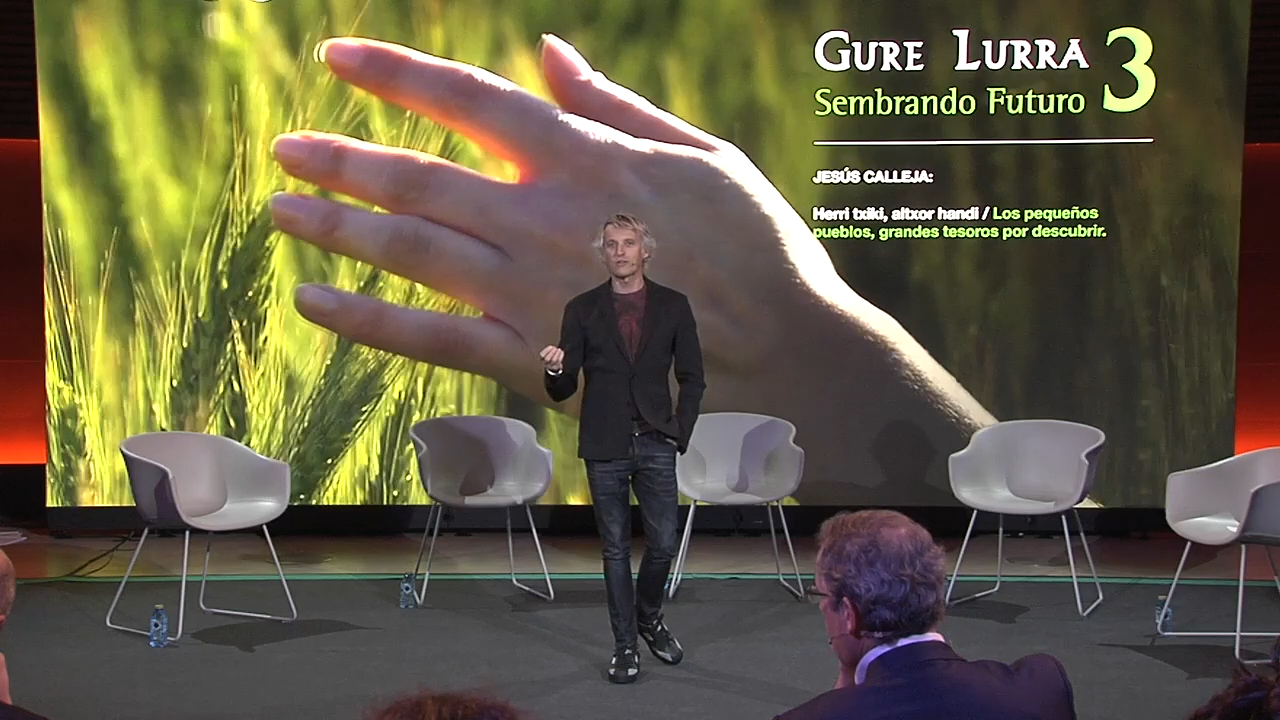 GURE LURRA 3
Sembrando Futuro
JESÚS CALLEJA:
Herri txiki, altxor handi / Los pequeños
pueblos, grandes tesoros por descubrir.